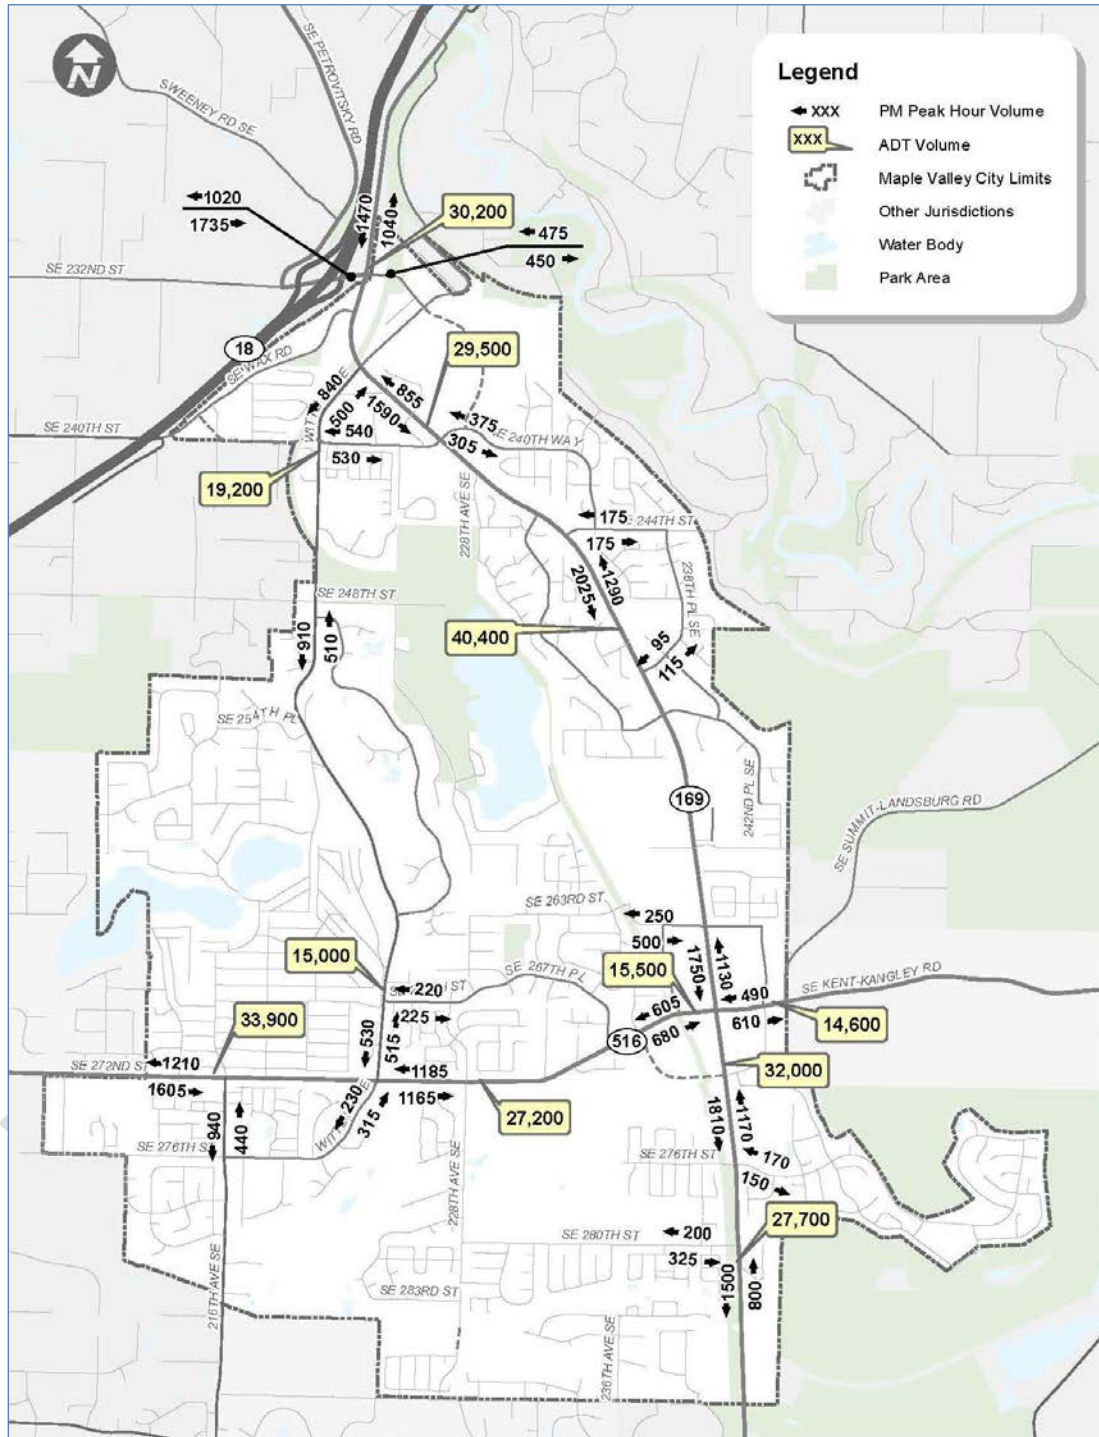 N
Legend
XXX PM Peak Hour Volume
XXX ADT Volume
Maple Valley City Limits
Other Jurisdictions
Water Body
Park Area
SE PETROVITSKY RD
SWEENEY RD SE
1020
1735
1470
1040
30,200
475
450
SE 232ND ST
18
SE WAX RD
29,500
840
500
855
1590
375
305
540
530
SE 240TH ST
E 240TH WAY
19,200
228TH AVE SE
175
E 244TH ST
175
1290
2025
238TH PL SE
SE 248TH ST
910
510
40,400
95
115
SE 254TH PL
169
242ND PL SE
SE SUMMIT-LANDSBURG RD
SE 263RD ST
250
500
1750
1130
15,000
SE 267TH PL
15,500
SE KENT-KANGLEY RD
220
225
605
680
490
610
14,600
516
33,900
530
515
SE 272ND ST
1210
1605
1185
1165
32,000
27,200
230
315
940
440
SE 276TH ST
1810
1170
SE 276TH ST
170
150
228TH AVE SE
27,700
SE 280TH ST
200
325
SE 283RD ST
1500
800
216TH AVE SE
236TH AVE SE